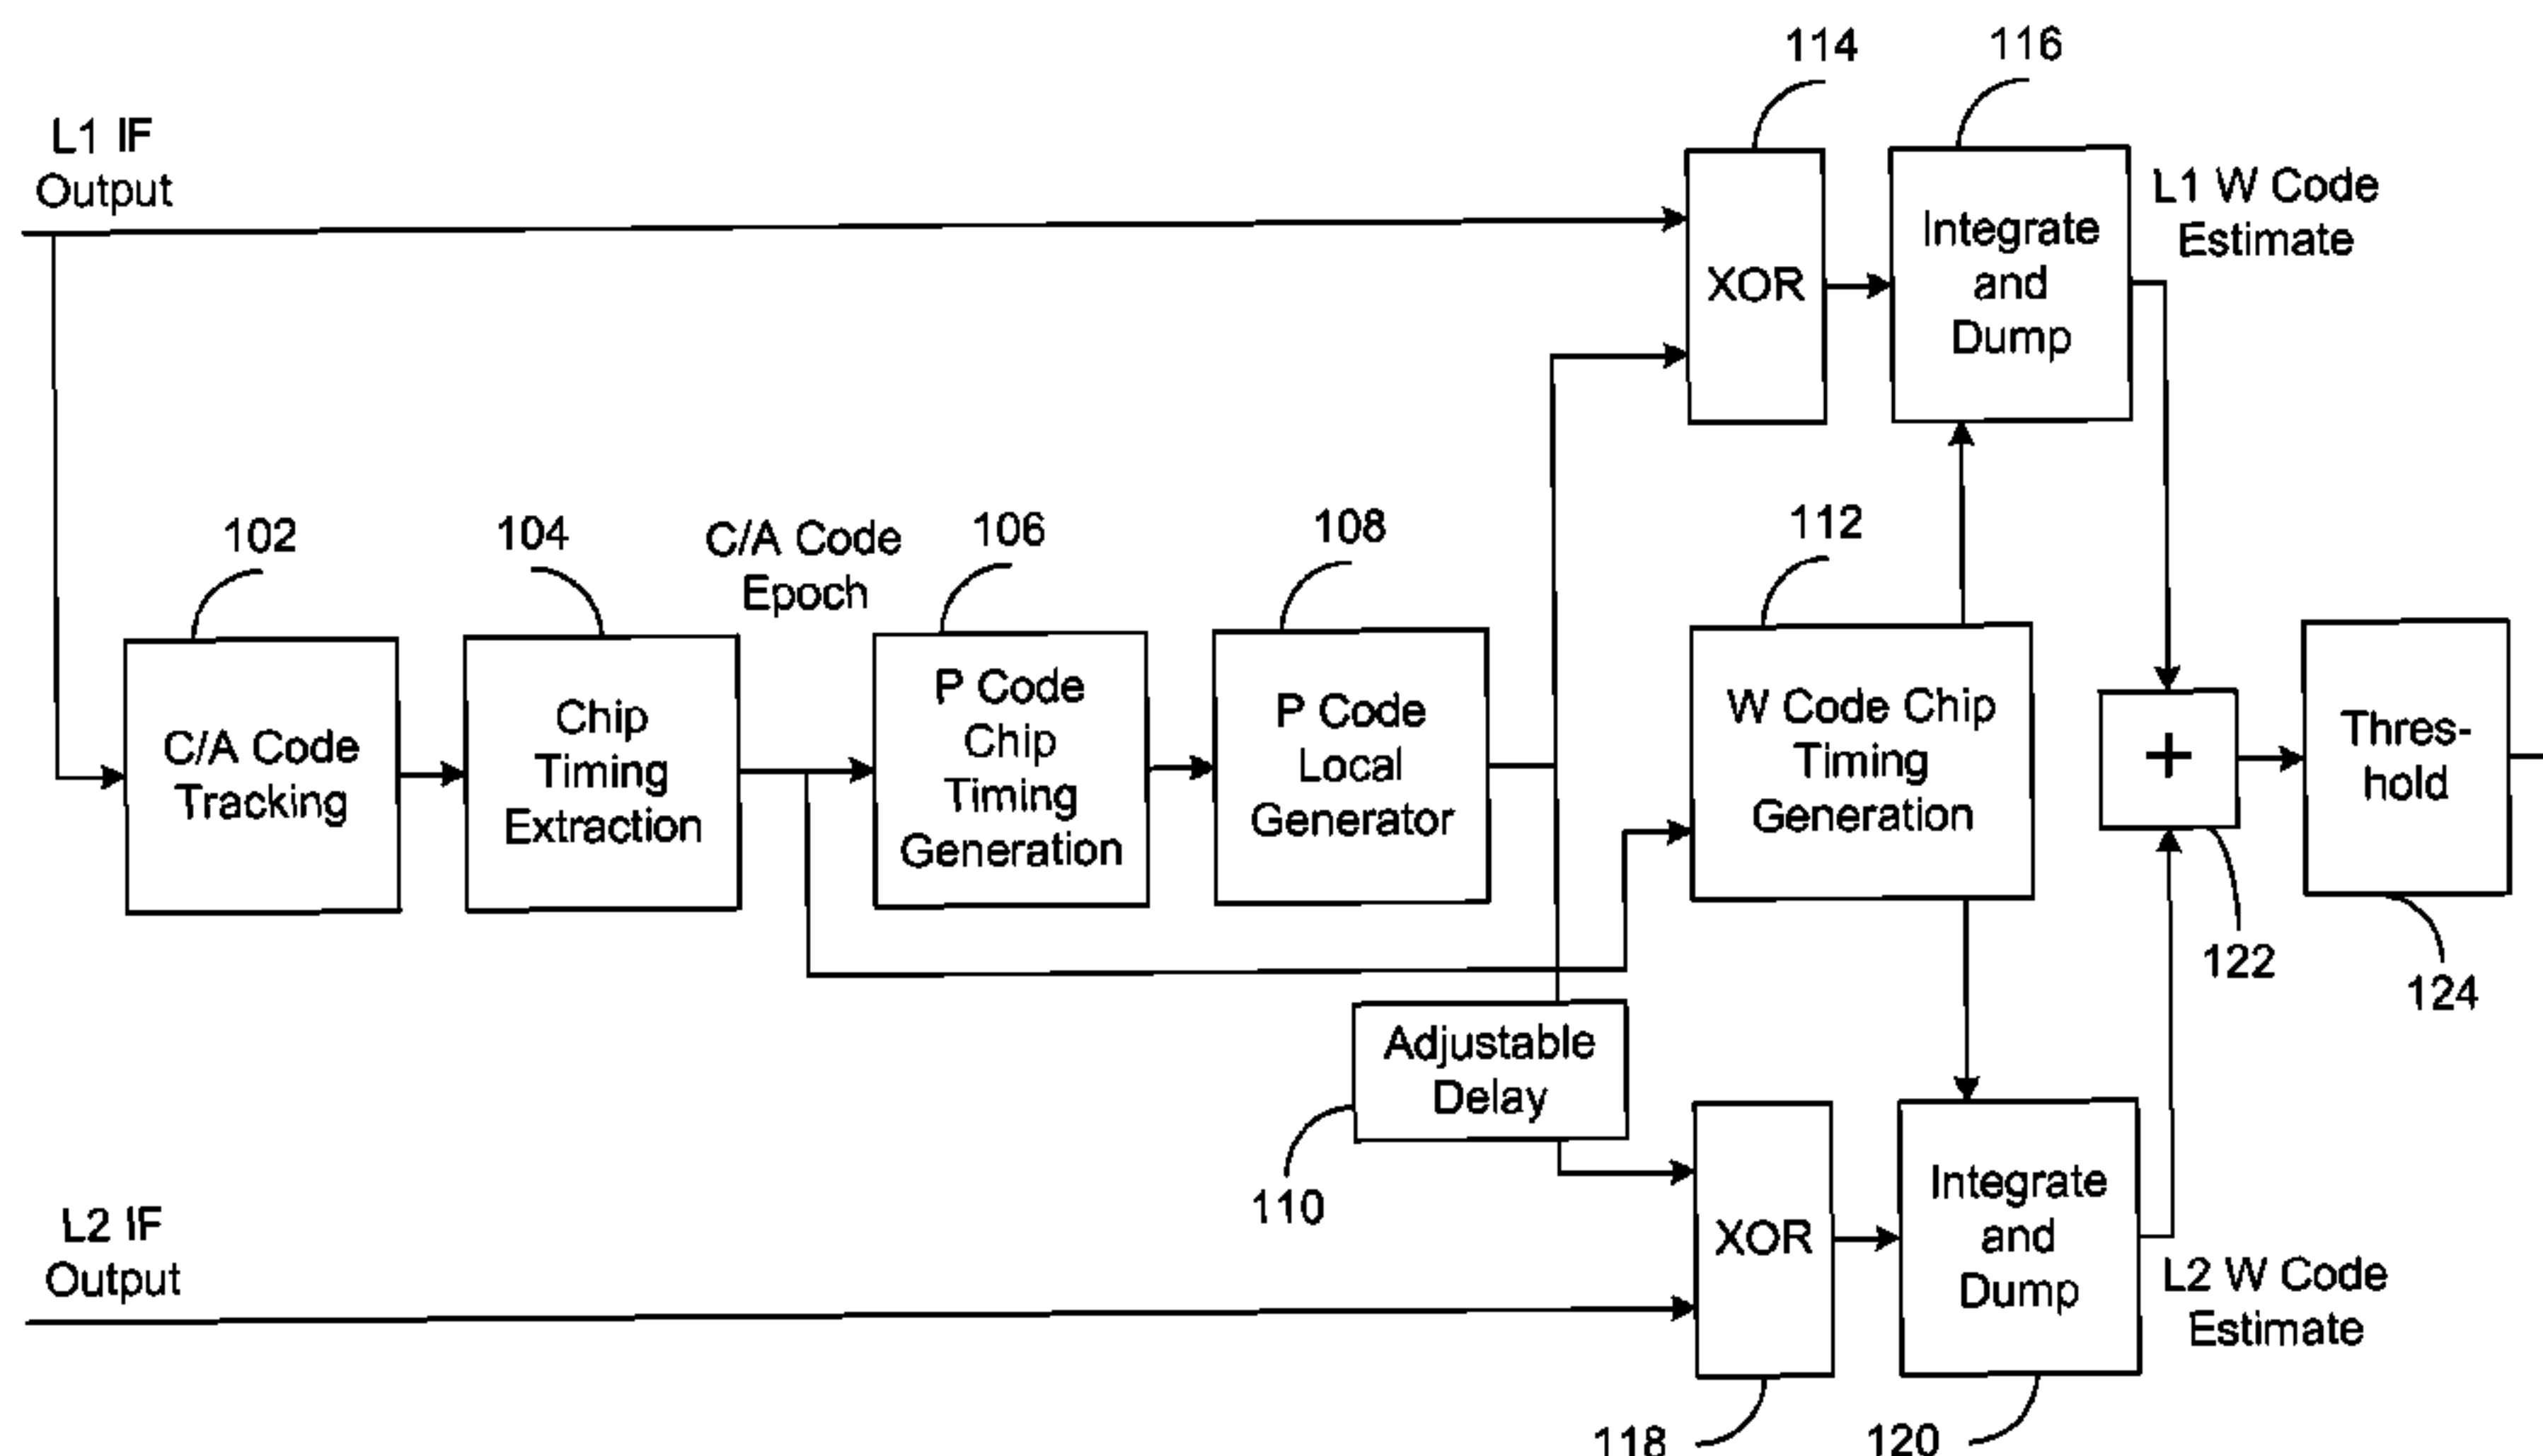 114
116
L1 IF
Output
L1 W Code
Estimate
XOR
Integrate
and
Dump
102
104
C/A Code
Epoch
106
108
112
C/A Code
Tracking
Chip
Timing
Extraction
P Code
Chip
Timing
Generation
P Code
Local
Generator
W Code Chip
Timing
Generation
+
Thres-
hold
122
124
Adjustable
Delay
110
L2 IF
Output
XOR
Integrate
and
Dump
L2 W Code
Estimate
118
120